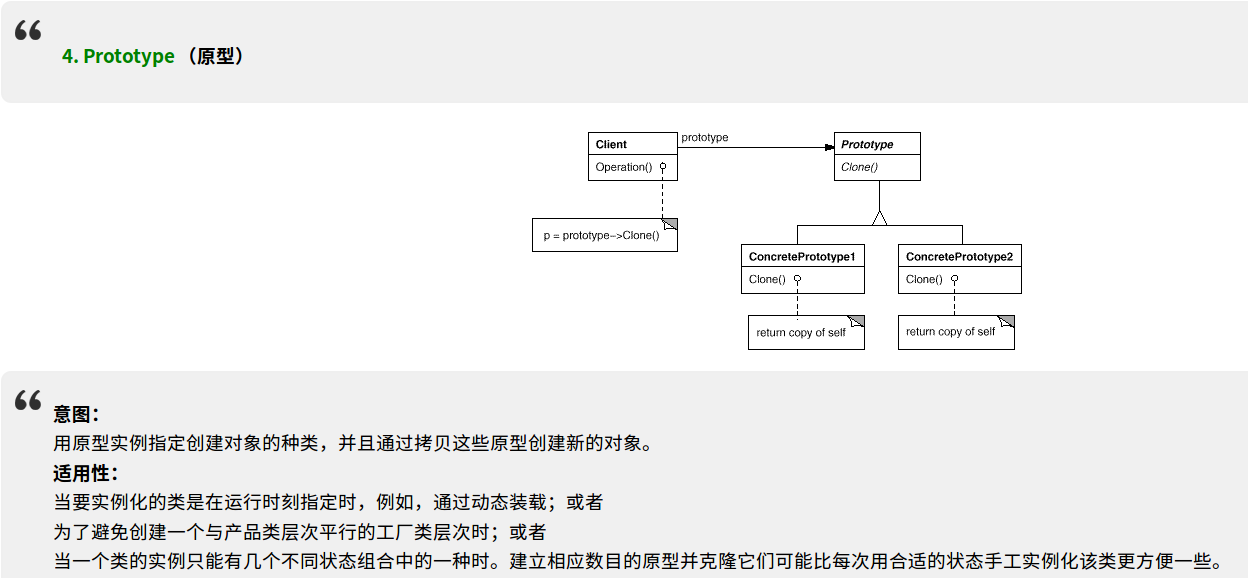 4. Prototype（原型）
Client
prototype
Prototype
Operation()
Clone()
p = prototype->Clone()
ConcretePrototype1
ConcretePrototype2
Clone()
Clone()
return copy of self
return copy of self
意图：
用原型实例指定创建对象的种类，并且通过拷贝这些原型创建新的对象。
适用性：
当要实例化的类是在运行时刻指定时，例如，通过动态装载；或者
为了避免创建一个与产品类层次平行的工厂类层次时；或者
当一个类的实例只能有几个不同状态组合中的一种时。建立相应数目的原型并克隆它们可能比每次用合适的状态手工实例化该类更方便一些。